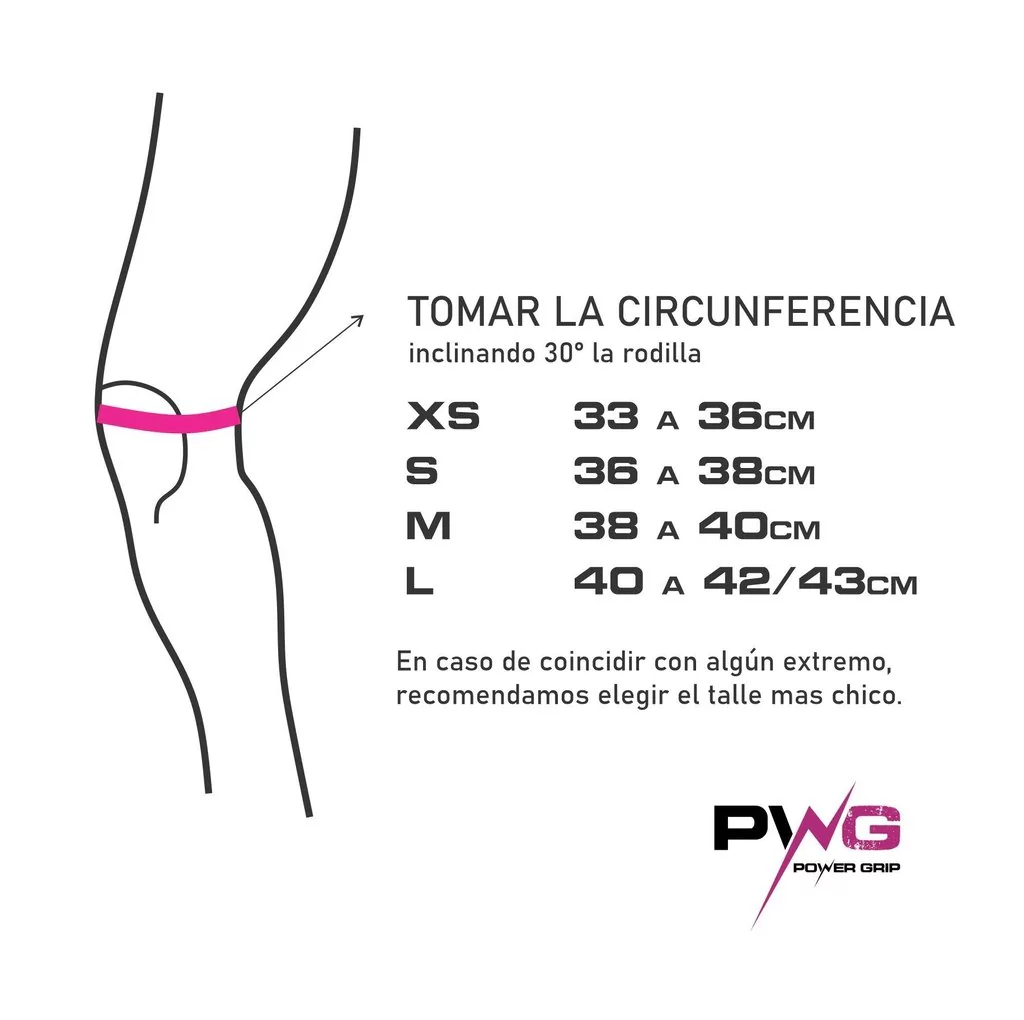 TOMAR LA CIRCUNFERENCIA
inclinando 30° la rodilla
XS 33 A 36CM
S 36 A 38CM
M 38 A 40CM
L 40 A 42/43CM
En caso de coincidir con algún extremo,
recomendamos elegir el talle mas chico.
PWG
POWER GRIP